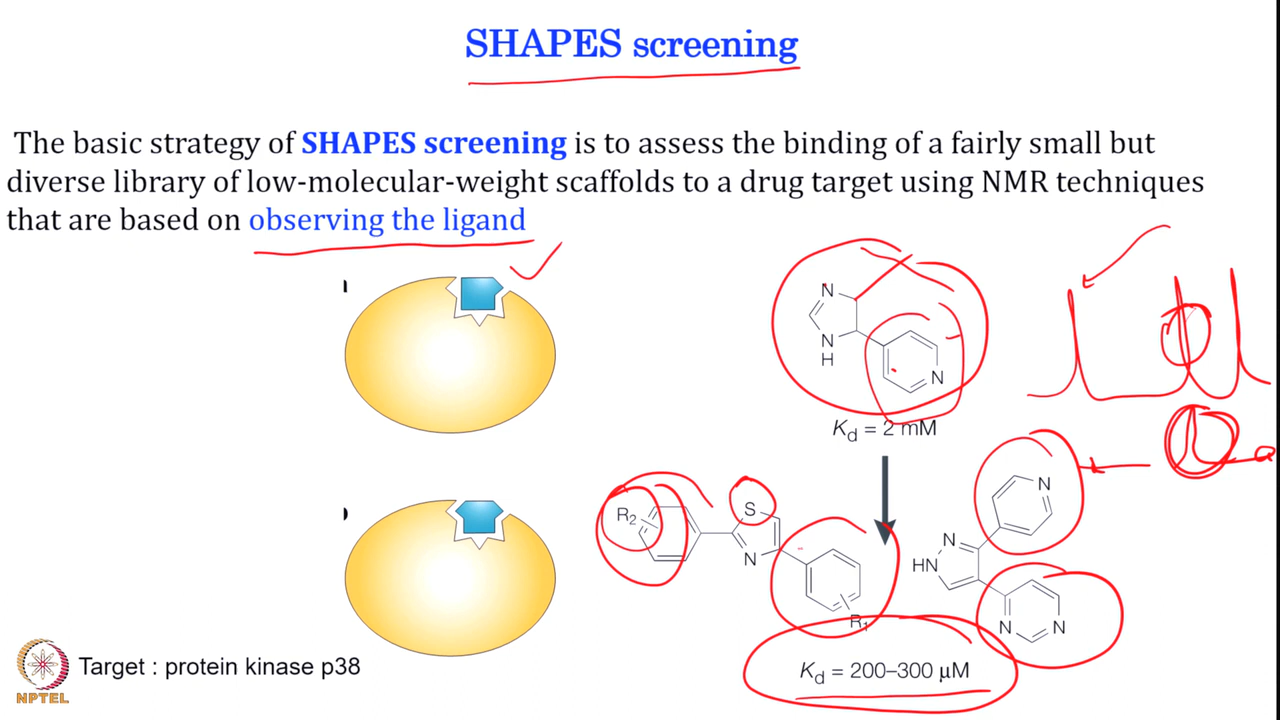 SHAPES screening
The basic strategy of SHAPES screening is to assess the binding of a fairly small but
diverse library of low-molecular-weight scaffolds to a drug target using NMR techniques
that are based on observing the ligand
N
N
H
N
Kd = 2 mM
R2
S
N
R1
N
N
HN
N
N
Kd = 200–300 μM
Target : protein kinase p38
NPTEL